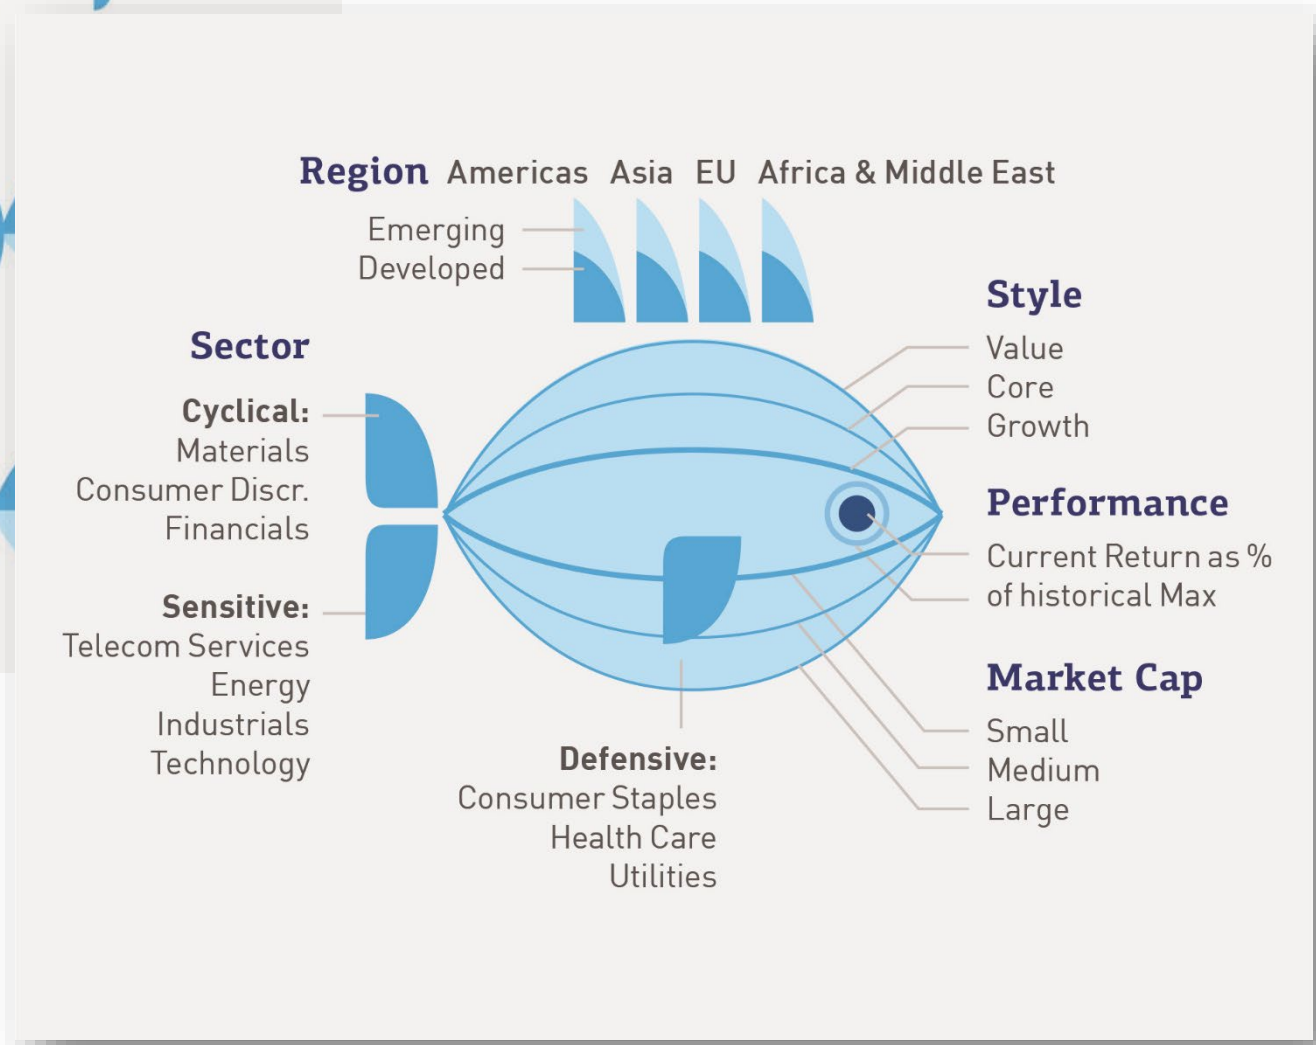 Region Americas Asia EU Africa & Middle East
Emerging
Developed
Style
Value
Core
Growth
Sector
Cyclical:
Materials
Consumer Discr.
Financials
Performance
Current Return as %
of historical Max
Sensitive:
Telecom Services
Energy
Industrials
Technology
Market Cap
Small
Medium
Large
Defensive:
Consumer Staples
Health Care
Utilities